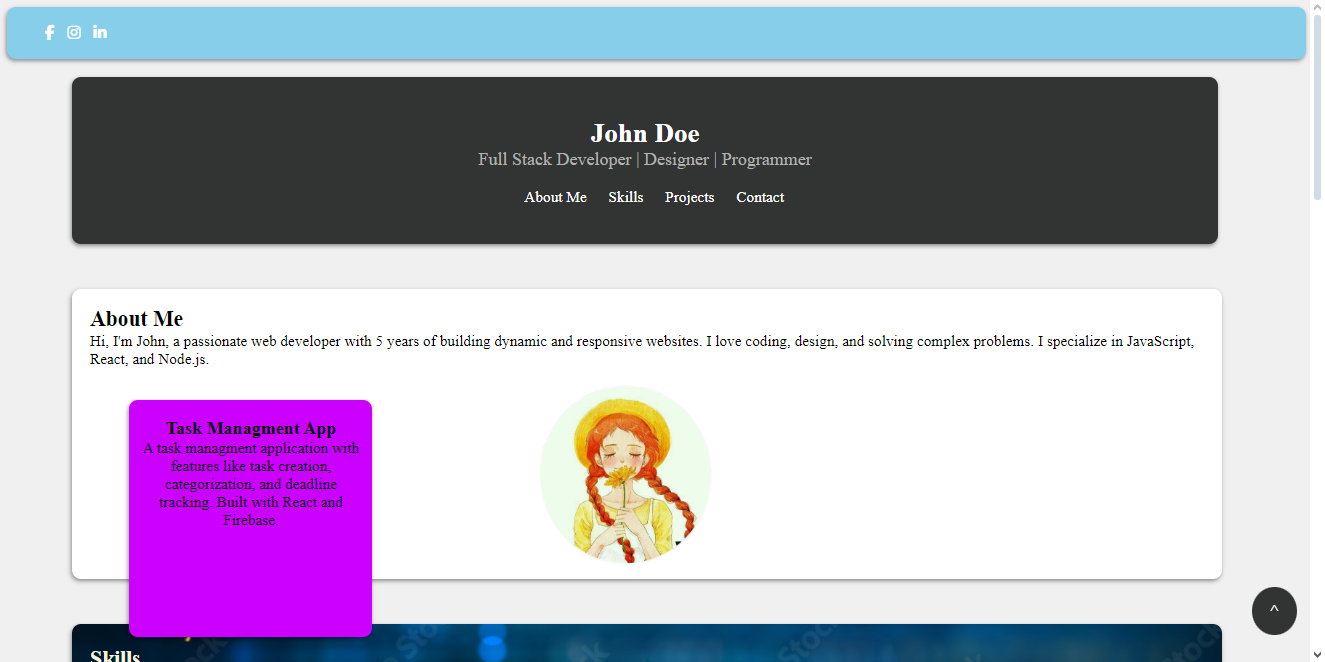 John Doe
Full Stack Developer | Designer | Programmer
About Me Skills Projects Contact
About Me
Hi, I'm John, a passionate web developer with 5 years of building dynamic and responsive websites. I love coding, design, and solving complex problems. I specialize in JavaScript,
React, and Node.js.
Task Managment App
A task managment application with
features like task creation,
categorization, and deadline
tracking. Built with React and
Firebase.
^
Skills